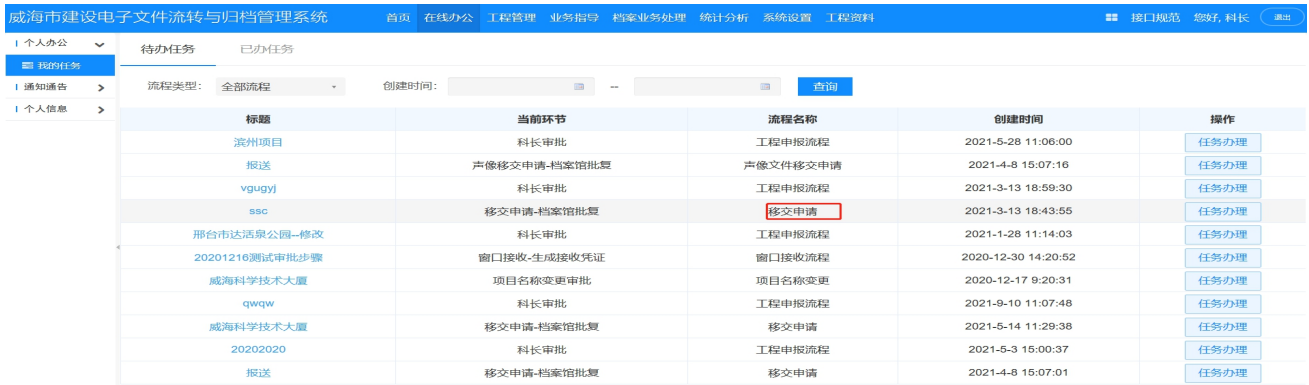 威海市建设电子文件流转与归档管理系统 首页 在线办公 工程管理 业务指导 档案业务处理 统计分析 系统设置 工程资料 接口规范 您好, 科长 退出
个人办公
我的任务
通知通告
个人信息
待办任务 已办任务
流程类型: 全部流程 创建时间: -- 查询
标题 当前环节 流程名称 创建时间 操作
滨州项目 科长审批 工程申报流程 2021-5-28 11:06:00 任务办理
报送 声像移交申请-档案馆批复 声像文件移交申请 2021-4-8 15:07:16 任务办理
vgugyj 科长审批 工程申报流程 2021-3-13 18:59:30 任务办理
ssc 移交申请-档案馆批复 移交申请 2021-3-13 18:43:55 任务办理
邢台市达活泉公园--修改 科长审批 工程申报流程 2021-1-28 11:14:03 任务办理
20201216测试审批步骤 窗口接收-生成接收凭证 窗口接收流程 2020-12-30 14:20:52 任务办理
威海科学技术大厦 项目名称变更审批 项目名称变更 2020-12-17 9:20:31 任务办理
qwqw 科长审批 工程申报流程 2021-9-10 11:07:48 任务办理
威海科学技术大厦 移交申请-档案馆批复 移交申请 2021-5-14 11:29:38 任务办理
20202020 科长审批 工程申报流程 2021-5-3 15:00:37 任务办理
报送 移交申请-档案馆批复 移交申请 2021-4-8 15:07:01 任务办理